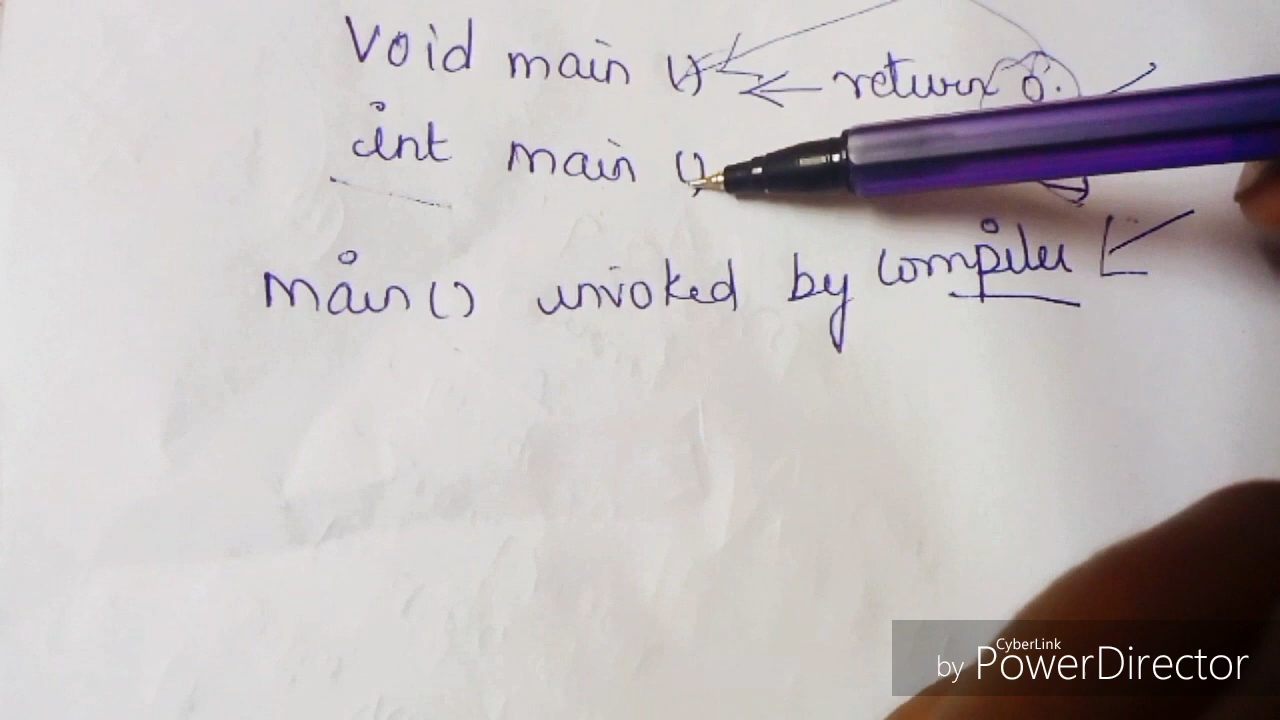 Void main ()
← return 0;
int main ()
main() invoked by compiler
CyberLink
by PowerDirector